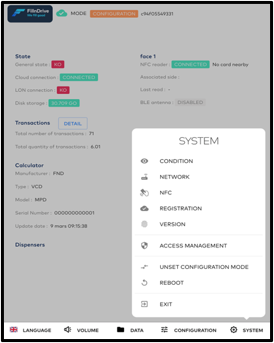 FillnDrive
MODE CONFIGURATION c94F05549331
State
General state : KO
Cloud connection : CONNECTED
LON connection : KO
Disk storage :
Transactions DETAIL
Total number of transactions : 71
Total quantity of transactions : 6.01
Calculator
Manufacturer : FND
Type : VCD
Model : MPD
Serial Number : 000000000001
Update date : 9 mars 09:15:38
Dispensers
face 1
NFC reader : CONNECTED No card nearby
Associated side :
Last read : -
BLE antenna : DISABLED
SYSTEM
CONDITION
NETWORK
NFC
REGISTRATION
VERSION
ACCESS MANAGEMENT
UNSET CONFIGURATION MODE
REBOOT
EXIT
LANGUAGE VOLUME DATA CONFIGURATION SYSTEM